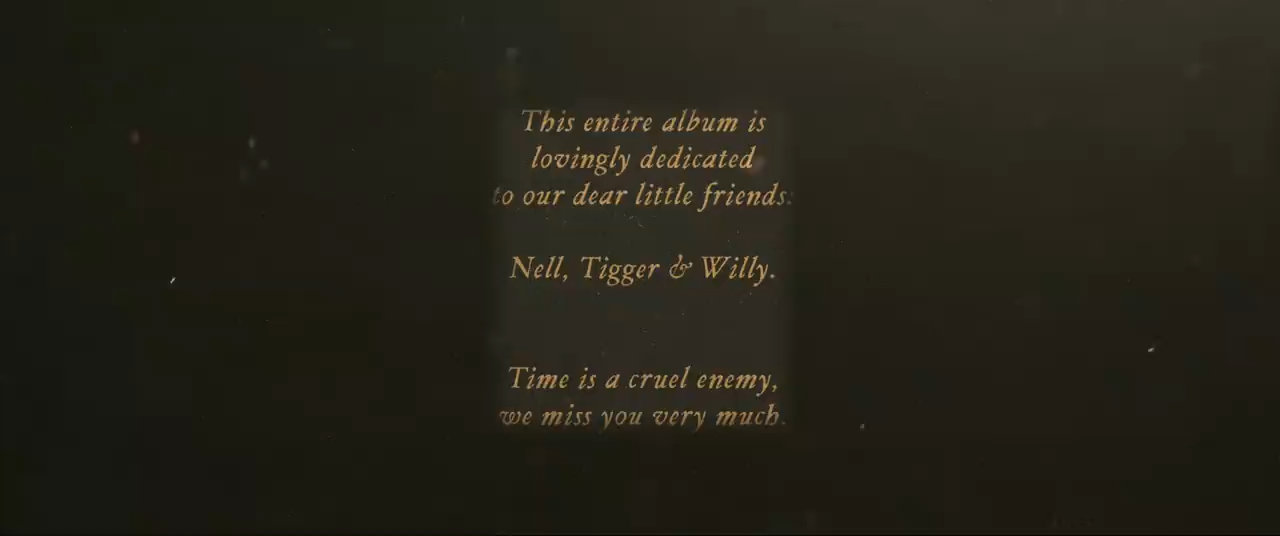 This entire album is
lovingly dedicated
to our dear little friends:
Nell, Tigger & Willy.
Time is a cruel enemy,
we miss you very much.